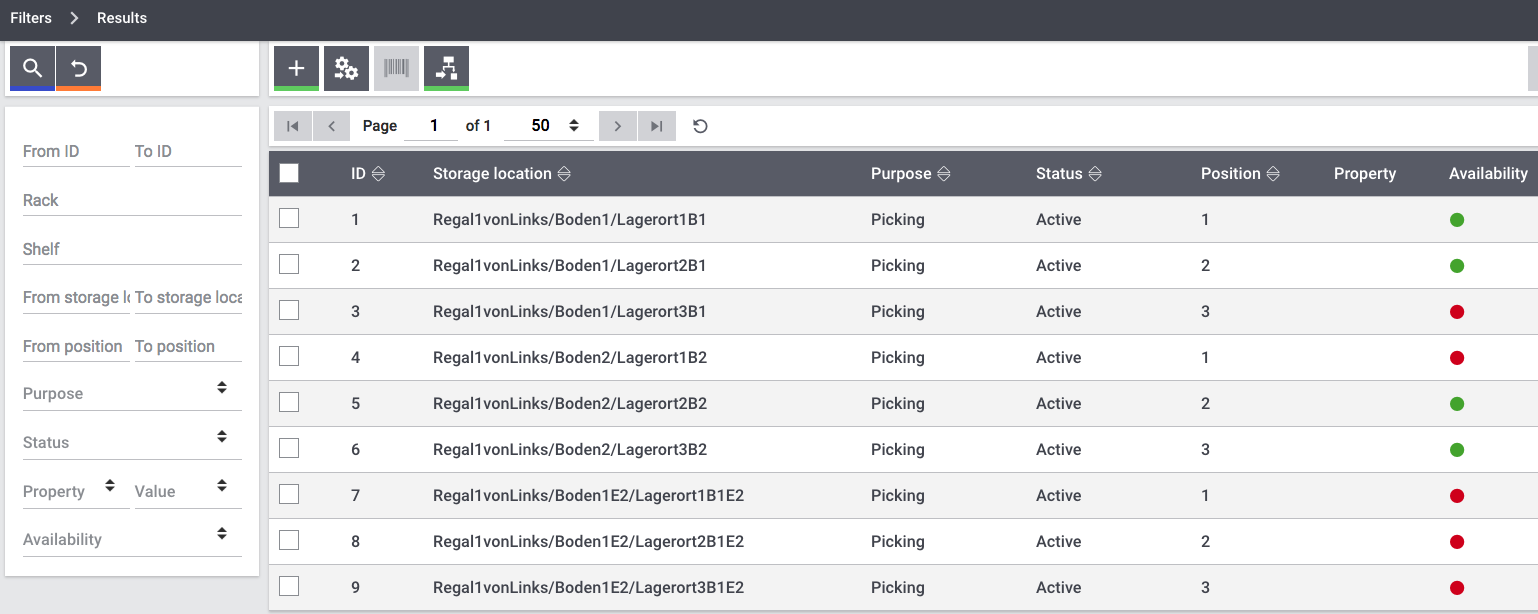 Filters > Results
Page 1 of 1 50
From ID To ID
Rack
Shelf
From storage lo To storage loca
From position To position
Purpose
Status
Property Value
Availability
ID Storage location Purpose Status Position Property Availability
1 Regal1vonLinks/Boden1/Lagerort1B1 Picking Active 1
2 Regal1vonLinks/Boden1/Lagerort2B1 Picking Active 2
3 Regal1vonLinks/Boden1/Lagerort3B1 Picking Active 3
4 Regal1vonLinks/Boden2/Lagerort1B2 Picking Active 1
5 Regal1vonLinks/Boden2/Lagerort2B2 Picking Active 2
6 Regal1vonLinks/Boden2/Lagerort3B2 Picking Active 3
7 Regal1vonLinks/Boden1E2/Lagerort1B1E2 Picking Active 1
8 Regal1vonLinks/Boden1E2/Lagerort2B1E2 Picking Active 2
9 Regal1vonLinks/Boden1E2/Lagerort3B1E2 Picking Active 3